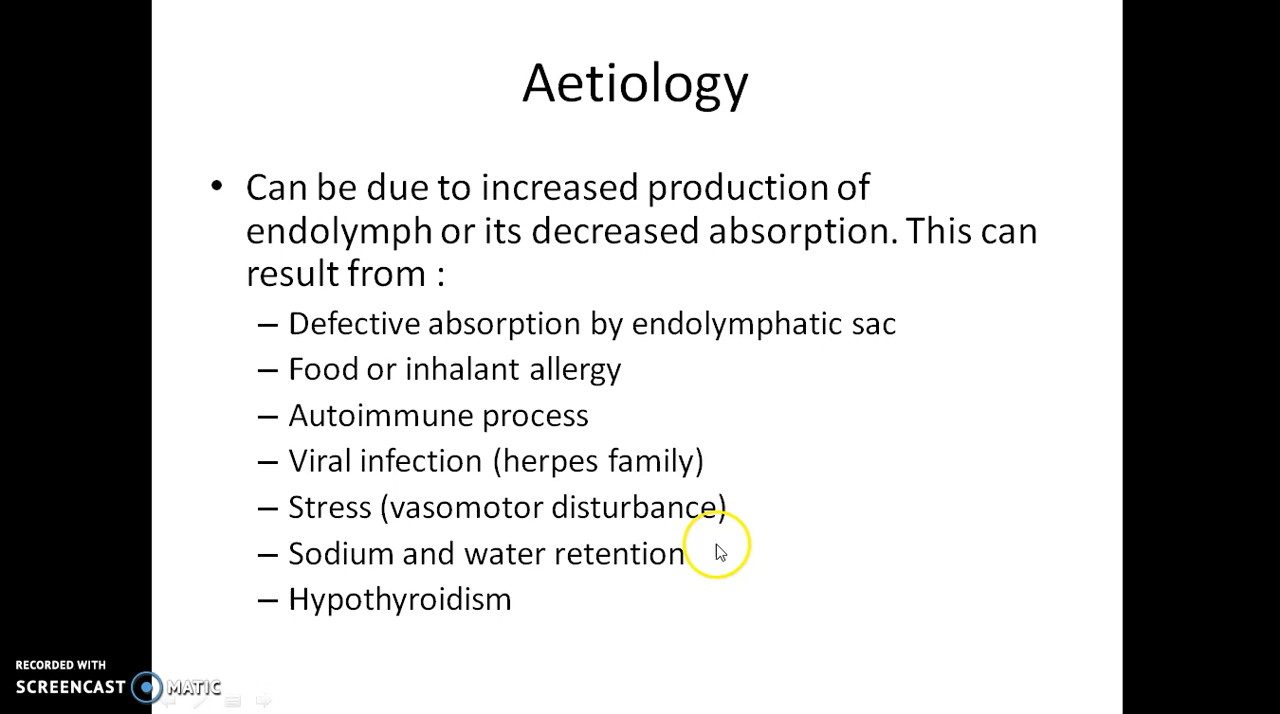 Aetiology
• Can be due to increased production of
endolymph or its decreased absorption. This can
result from :
– Defective absorption by endolymphatic sac
– Food or inhalant allergy
– Autoimmune process
– Viral infection (herpes family)
– Stress (vasomotor disturbance)
– Sodium and water retention
– Hypothyroidism
RECORDED WITH
SCREENCAST MATIC